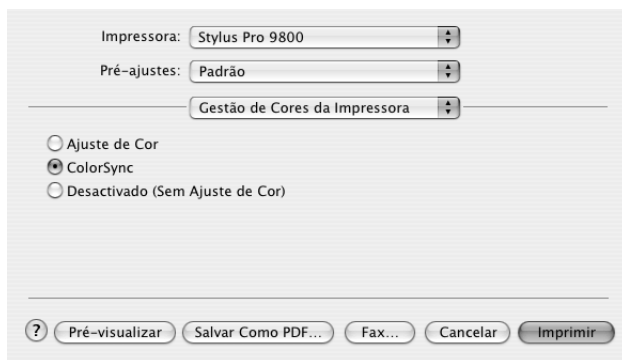 Impressora: Stylus Pro 9800
Pré-ajustes: Padrão
Gestão de Cores da Impressora
Ajuste de Cor
ColorSync
Desactivado (Sem Ajuste de Cor)
? Pré-visualizar Salvar Como PDF... Fax... Cancelar Imprimir